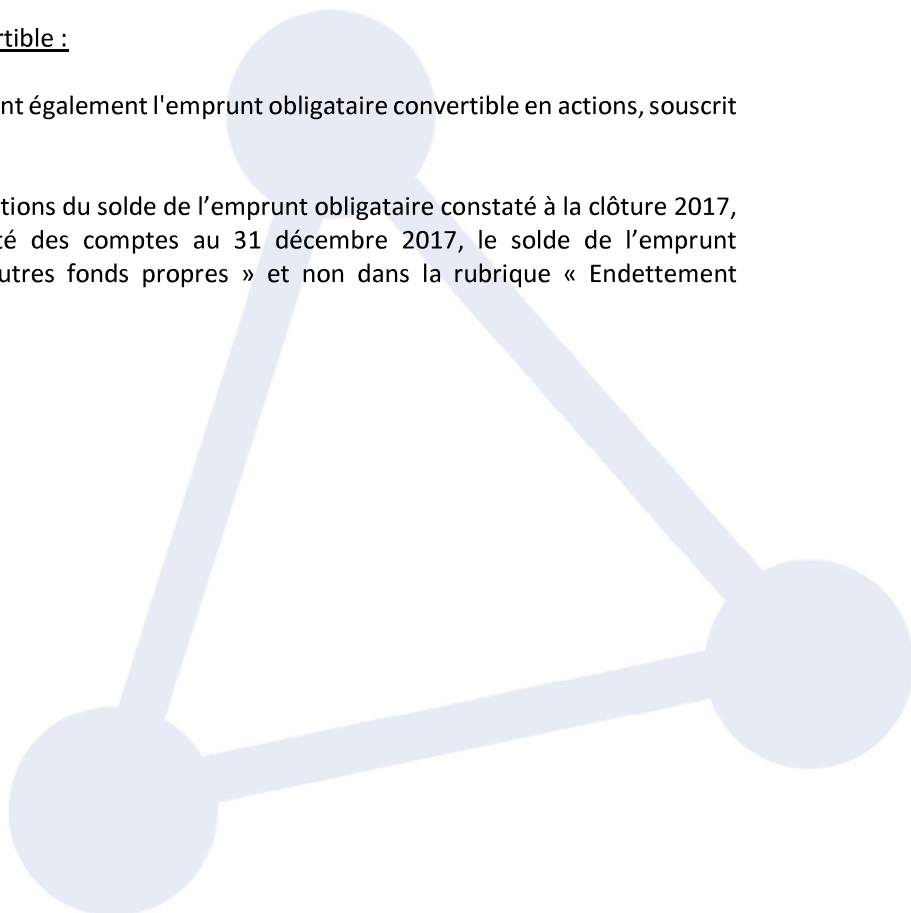 rtible :
nt également l'emprunt obligataire convertible en actions, souscrit
tions du solde de l’emprunt obligataire constaté à la clôture 2017,
té des comptes au 31 décembre 2017, le solde de l’emprunt
utres fonds propres » et non dans la rubrique « Endettement